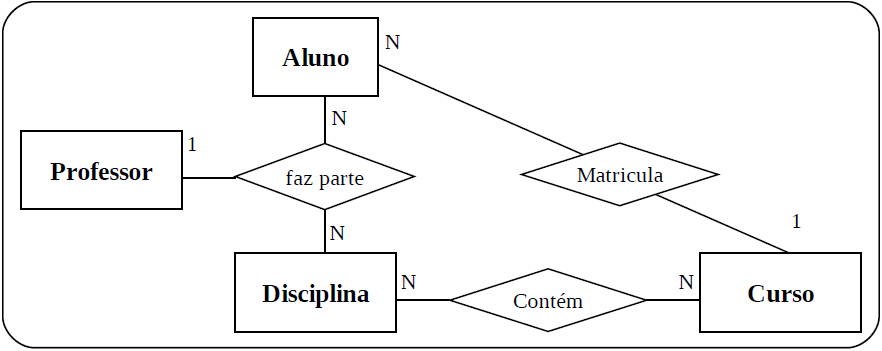 Aluno
N
N
Professor
1
faz parte
Matricula
N
1
Disciplina
N
Contém
N
Curso